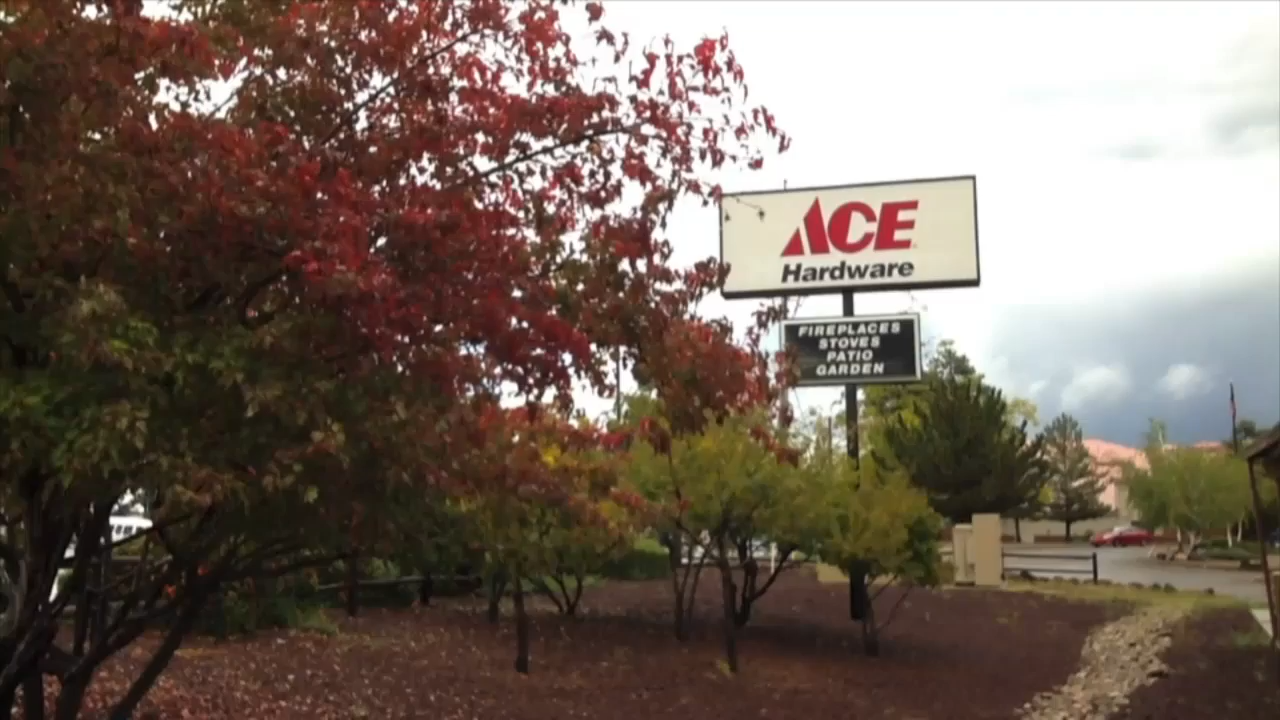 ACE
Hardware
FIREPLACES
STOVES
PATIO
GARDEN